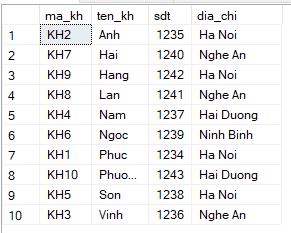 ma_kh ten_kh sdt dia_chi
1 KH2 Anh 1235 Ha Noi
2 KH7 Hai 1240 Nghe An
3 KH9 Hang 1242 Ha Noi
4 KH8 Lan 1241 Nghe An
5 KH4 Nam 1237 Hai Duong
6 KH6 Ngoc 1239 Ninh Binh
7 KH1 Phuc 1234 Ha Noi
8 KH10 Phuo... 1243 Hai Duong
9 KH5 Son 1238 Ha Noi
10 KH3 Vinh 1236 Nghe An